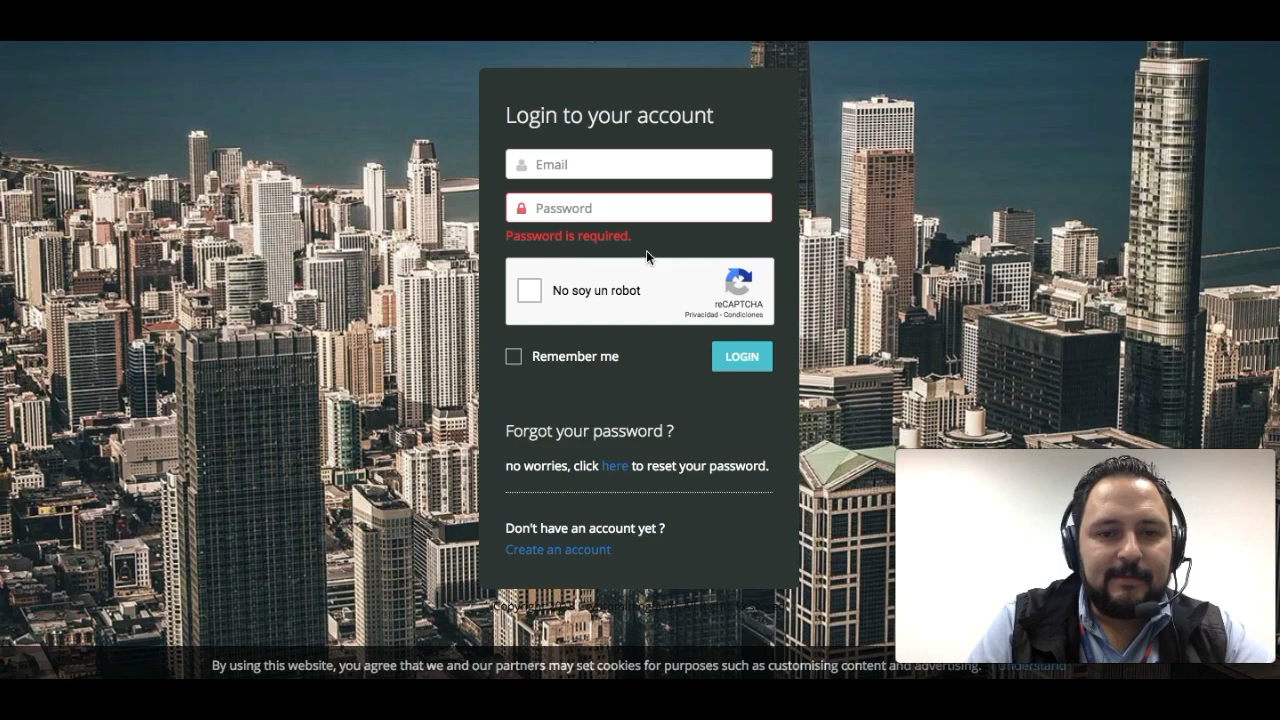 Login to your account
Email
Password
Password is required.
No soy un robot
reCAPTCHA
Privacidad - Condiciones
Remember me
LOGIN
Forgot your password ?
no worries, click here to reset your password.
Don't have an account yet ?
Create an account
By using this website, you agree that we and our partners may set cookies for purposes such as customising content and advertising. I Understand